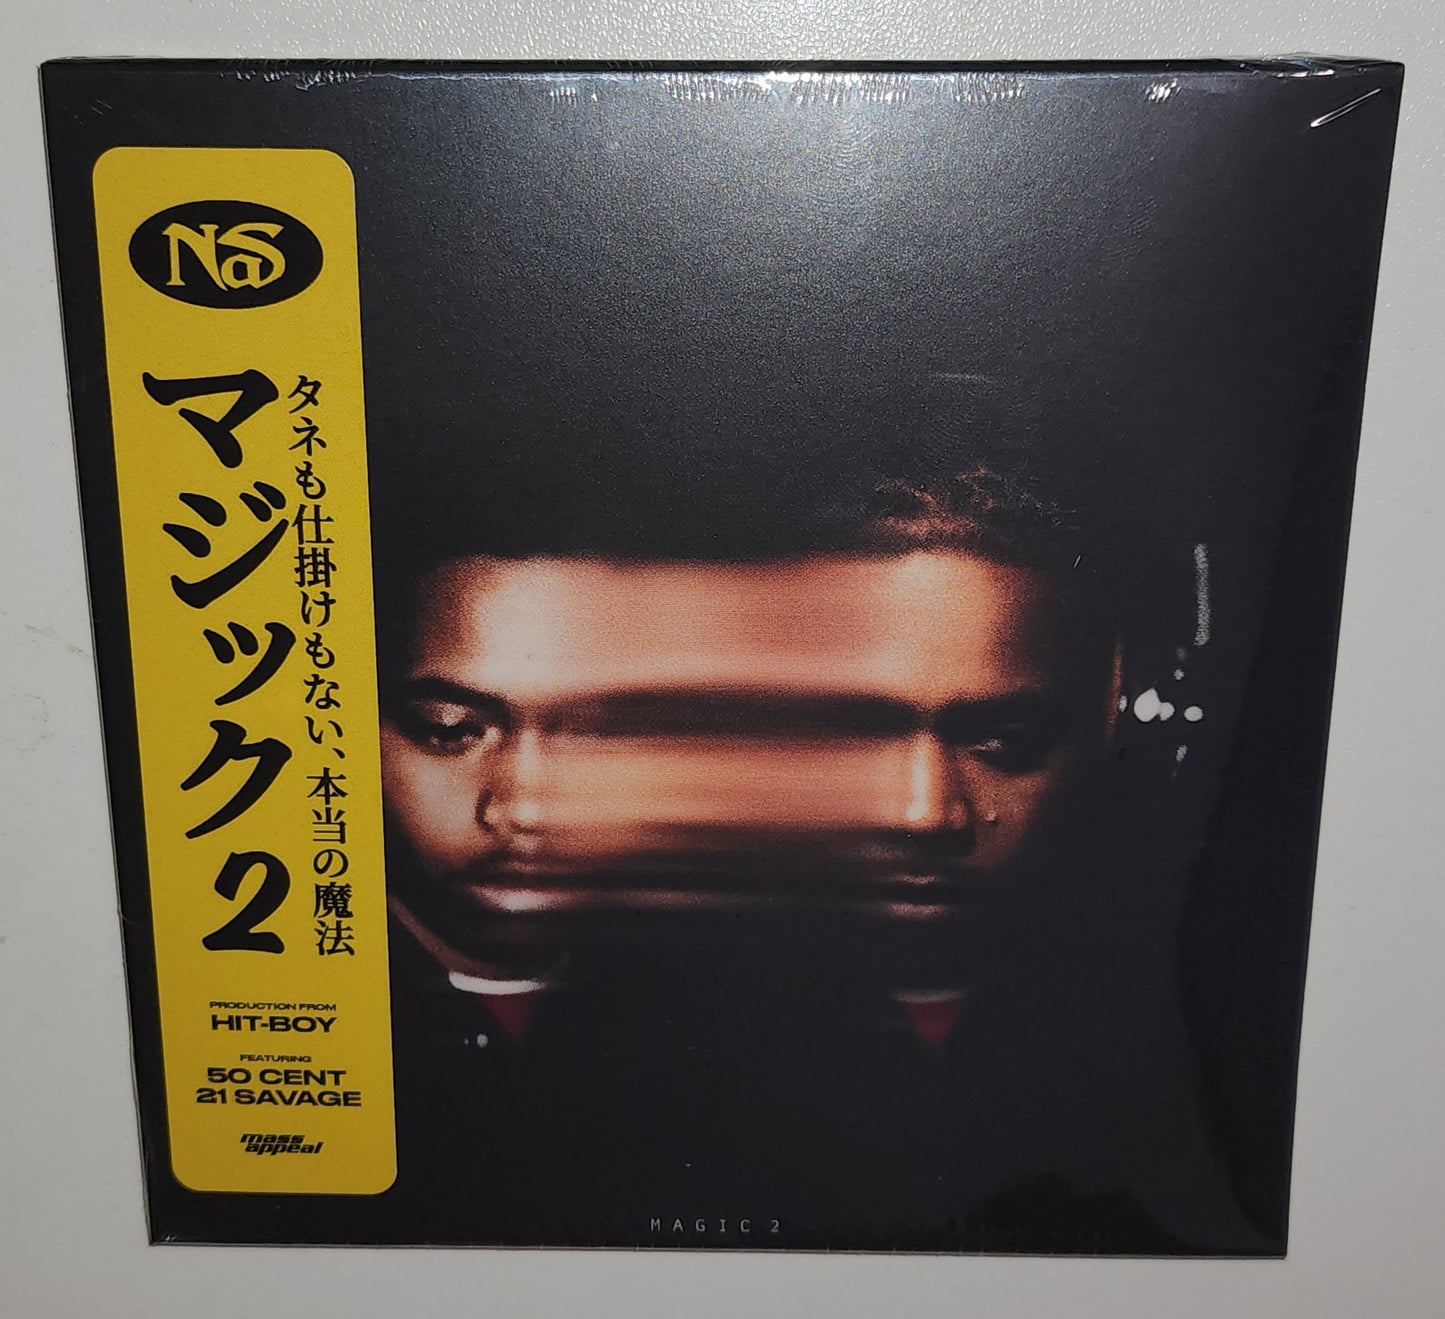 Nas
マジック2
タネも仕掛けもない、本当の魔法
PRODUCTION FROM
HIT-BOY
FEATURING
50 CENT
21 SAVAGE
mass
appeal
MAGIC 2